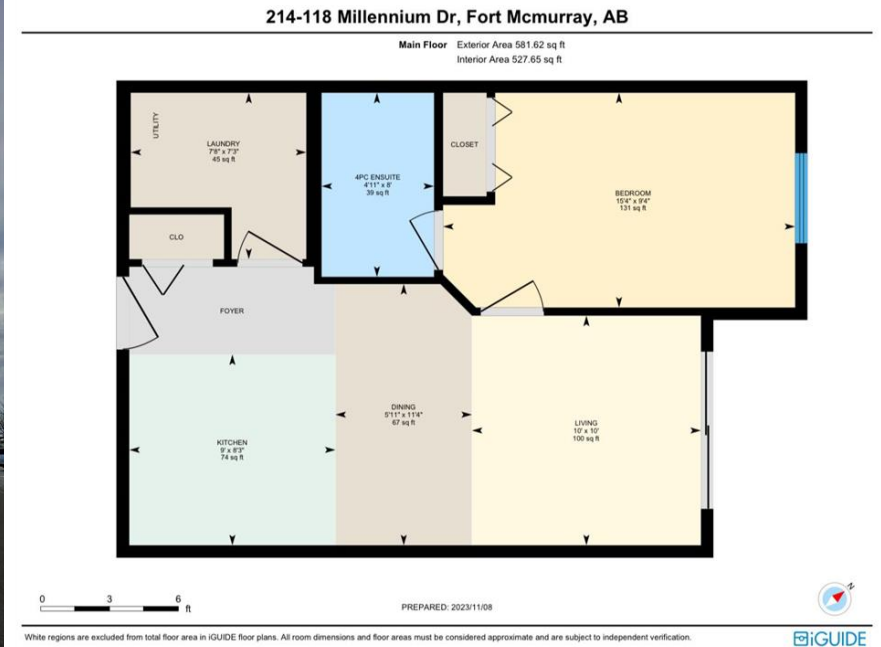 214-118 Millennium Dr, Fort Mcmurray, AB
Main Floor Exterior Area 581.62 sq ft
Interior Area 527.65 sq ft
UTILITY
LAUNDRY
7'8" x 7'3"
45 sq ft
4PC ENSUITE
4'11" x 8'
39 sq ft
CLOSET
BEDROOM
15'4" x 9'4"
131 sq ft
CLO
FOYER
DINING
5'11" x 11'4"
67 sq ft
LIVING
10' x 10'
100 sq ft
KITCHEN
9' x 8'3"
74 sq ft
0 3 6
ft
PREPARED: 2023/11/08
N
White regions are excluded from total floor area in iGUIDE floor plans. All room dimensions and floor areas must be considered approximate and are subject to independent verification.
iGUIDE